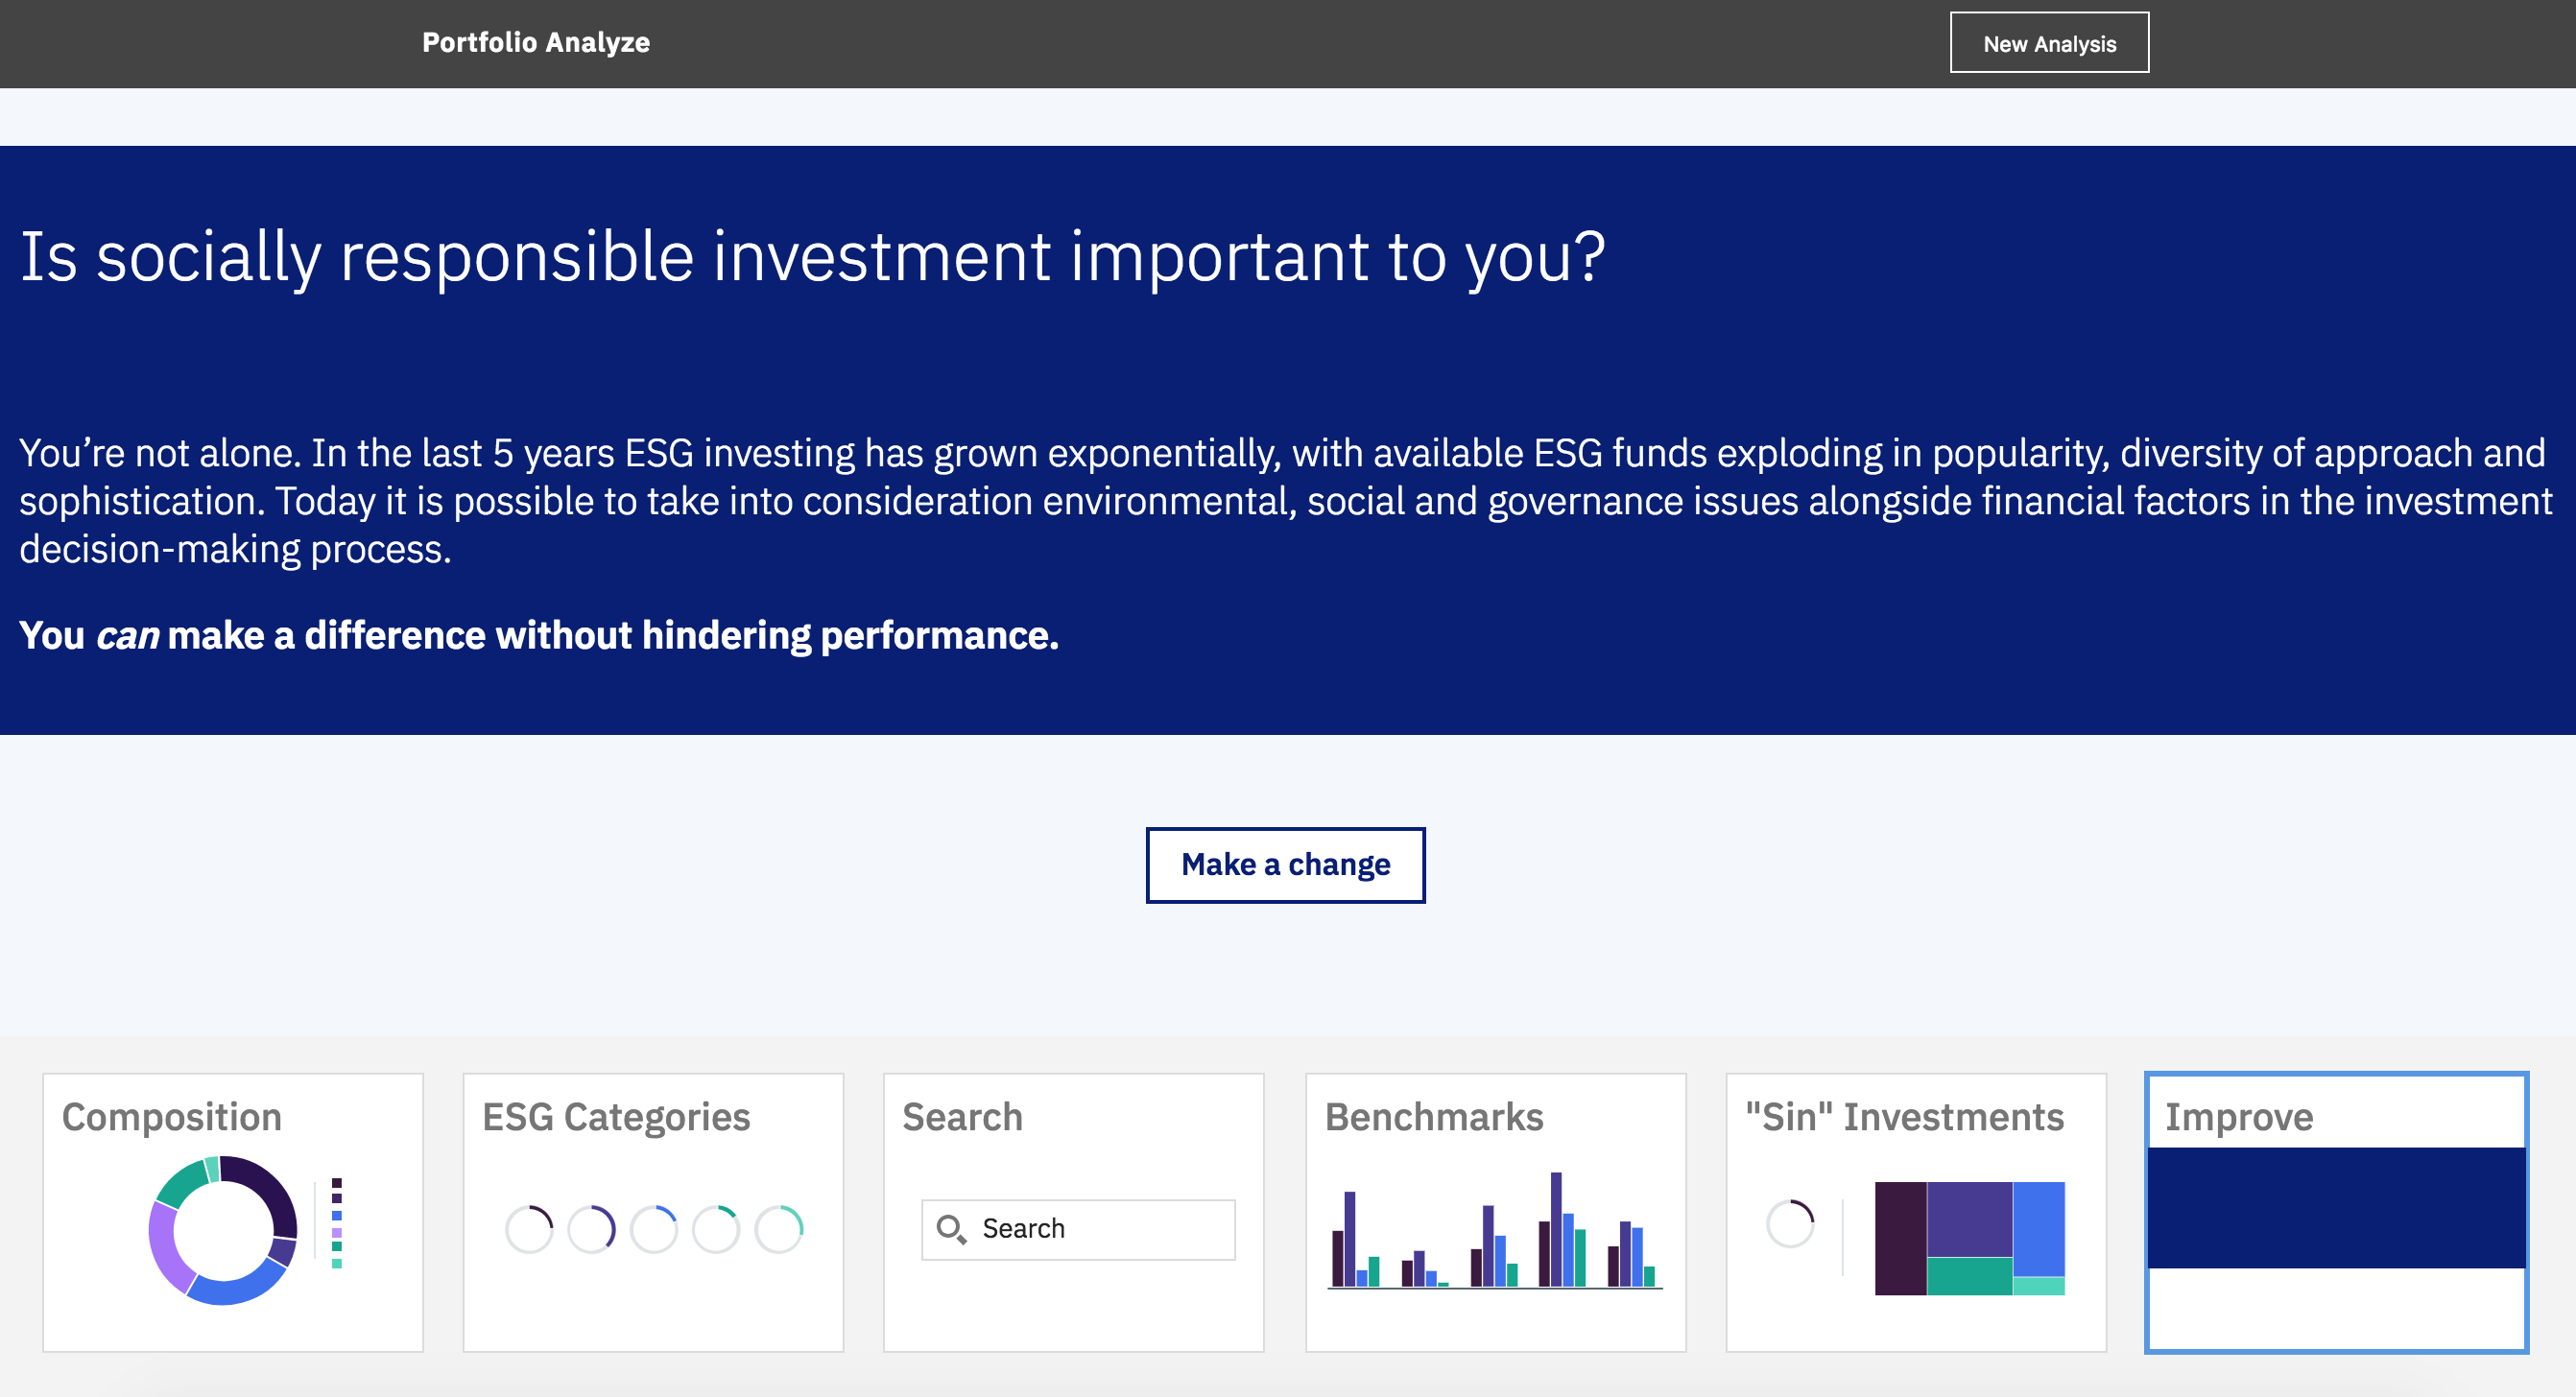 Portfolio Analyze
New Analysis
Is socially responsible investment important to you?
You’re not alone. In the last 5 years ESG investing has grown exponentially, with available ESG funds exploding in popularity, diversity of approach and
sophistication. Today it is possible to take into consideration environmental, social and governance issues alongside financial factors in the investment
decision-making process.
You can make a difference without hindering performance.
Make a change
Composition
ESG Categories
Search
Search
Benchmarks
"Sin" Investments
Improve